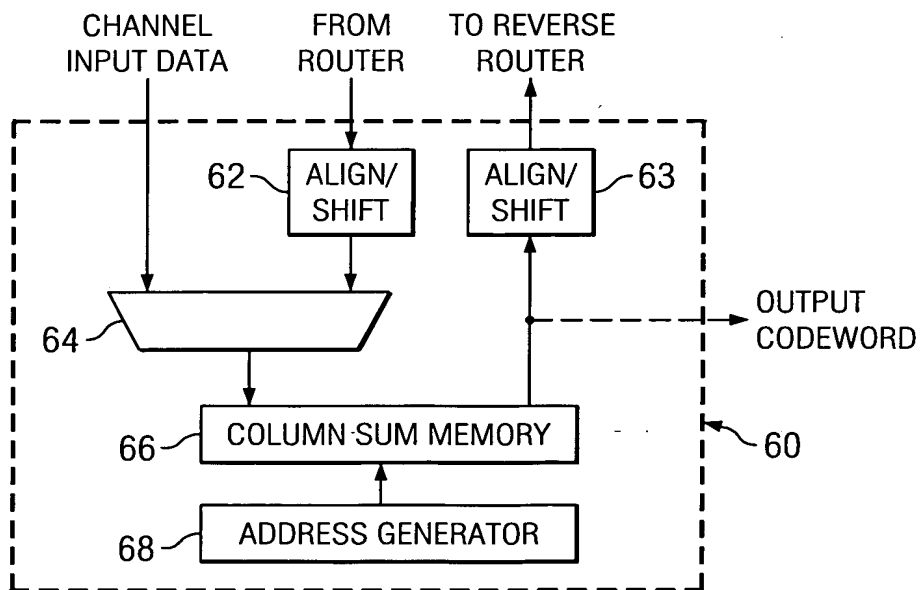 CHANNEL
INPUT DATA
FROM
ROUTER
TO REVERSE
ROUTER
62
ALIGN/
SHIFT
ALIGN/
SHIFT
63
64
OUTPUT
CODEWORD
66
COLUMN SUM MEMORY
60
68
ADDRESS GENERATOR